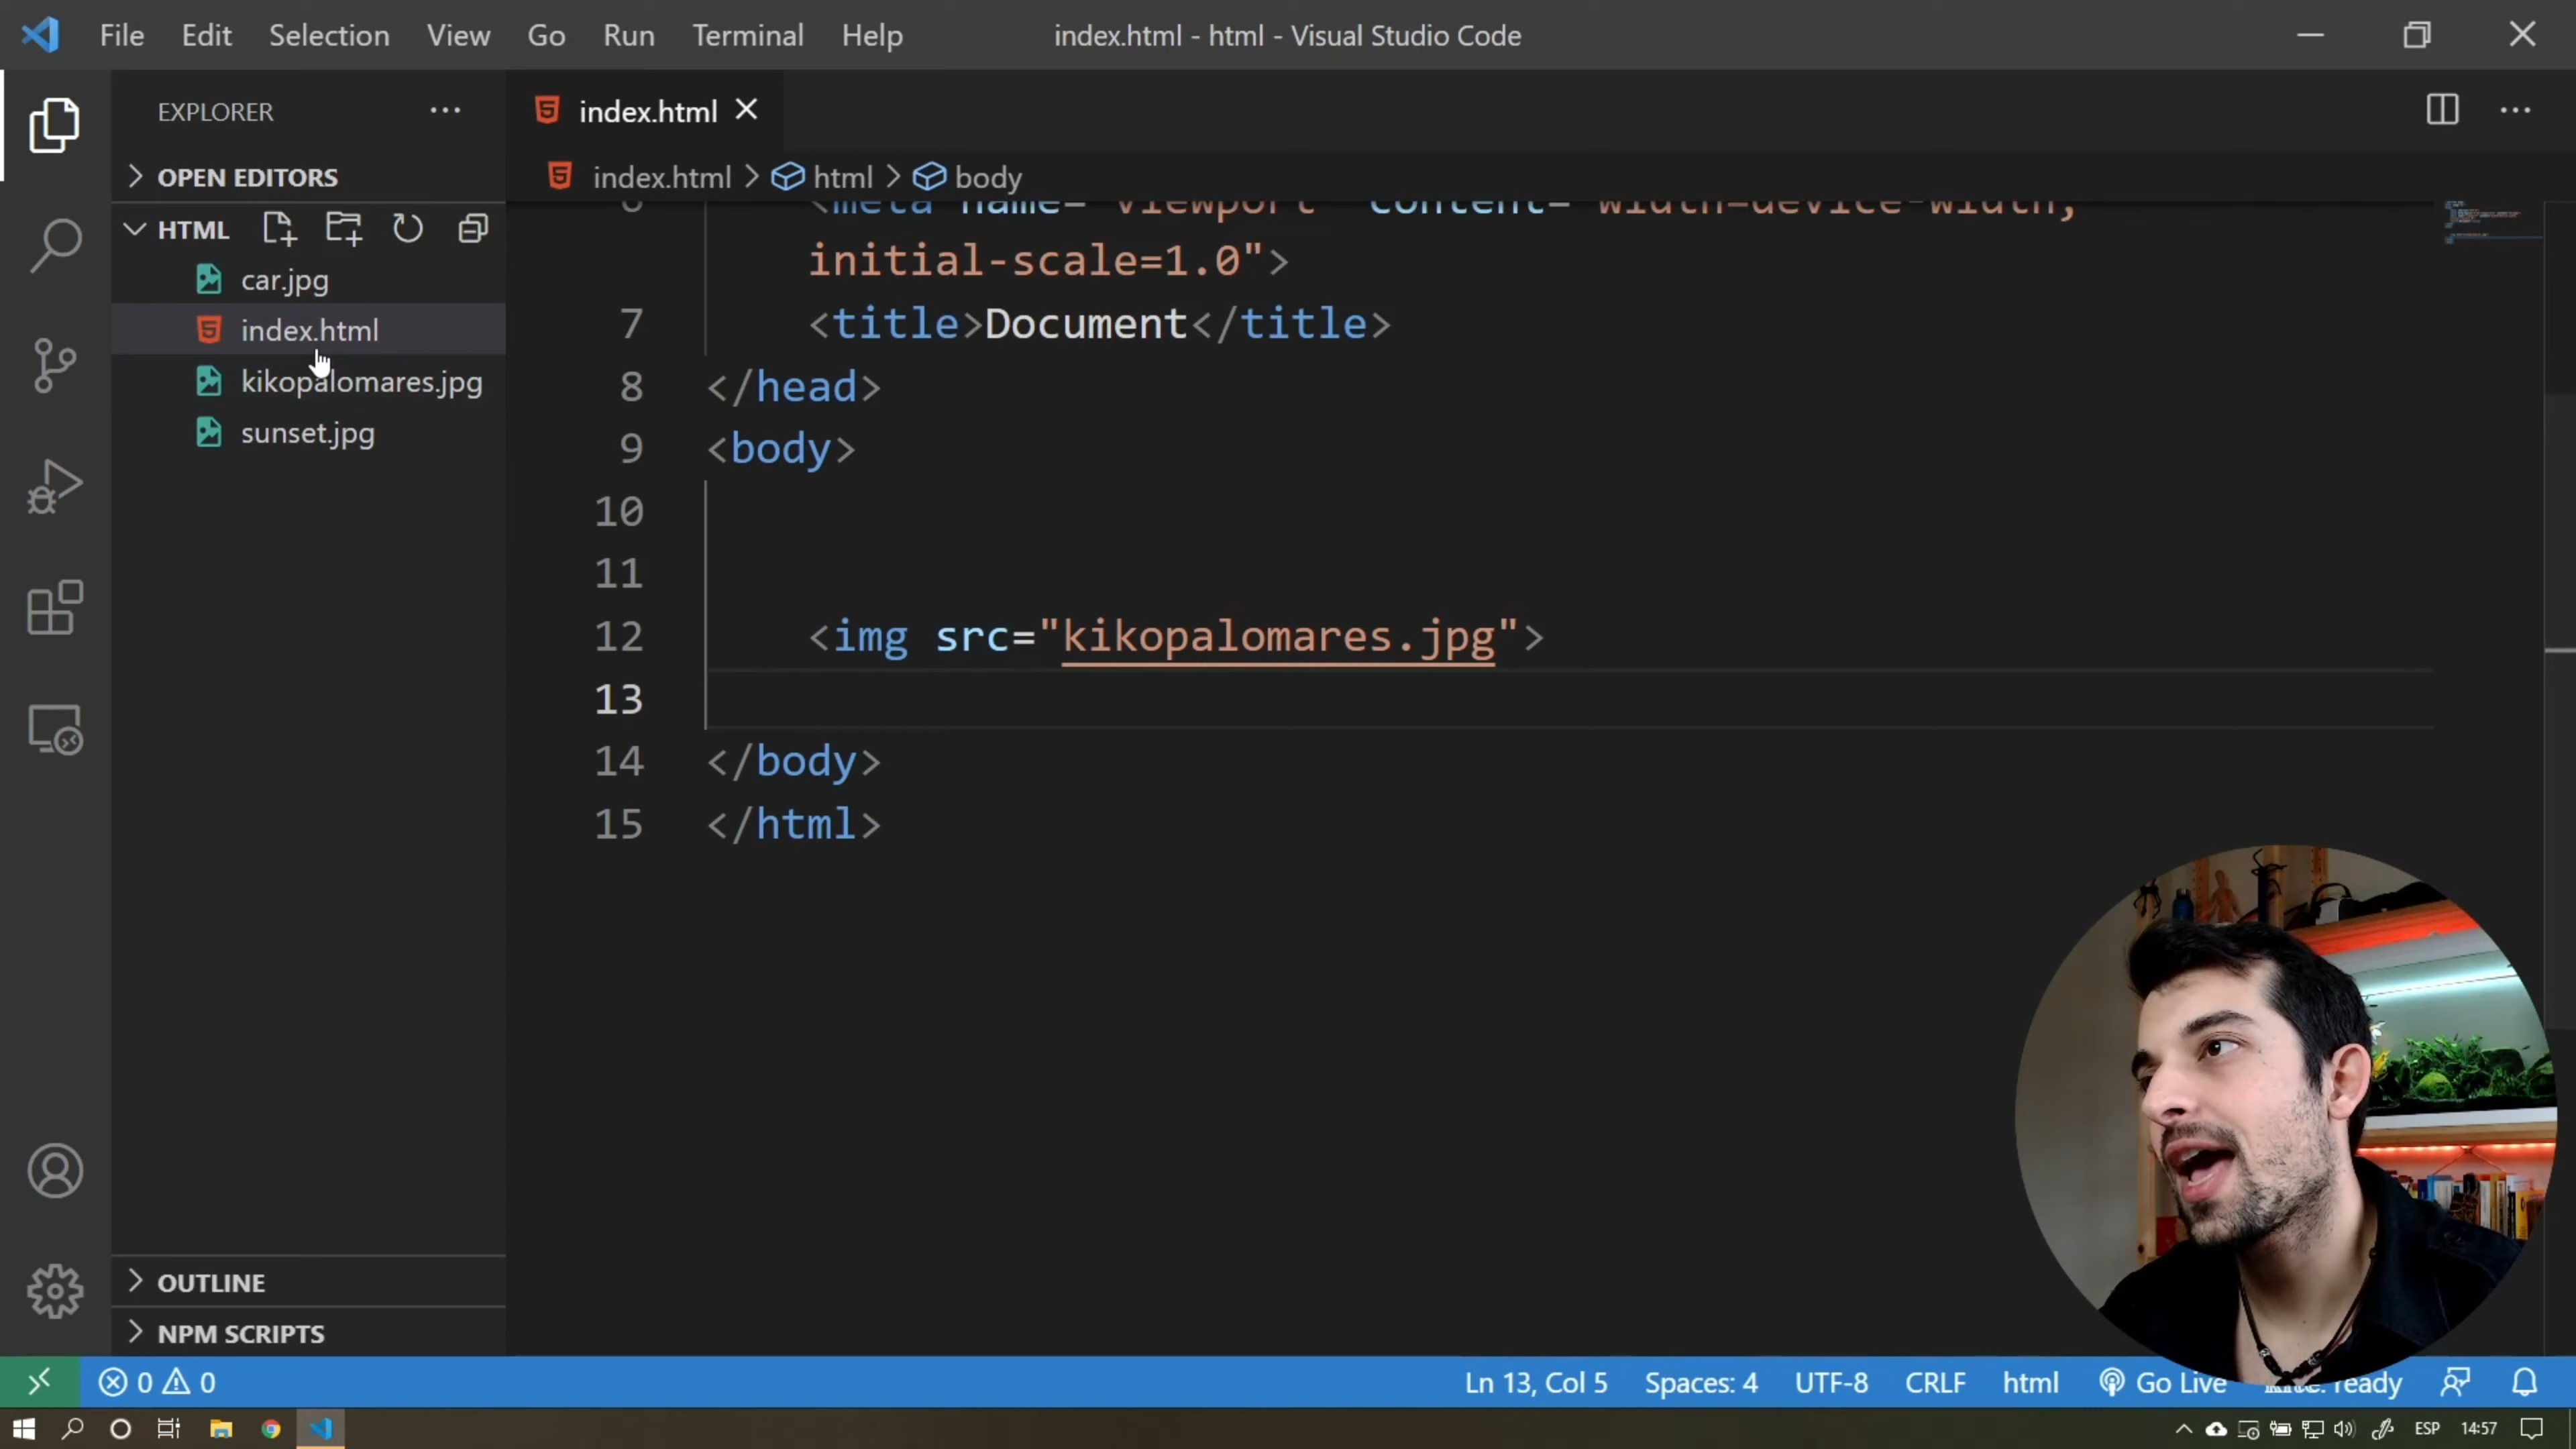 File Edit Selection View Go Run Terminal Help index.html - html - Visual Studio Code
EXPLORER
OPEN EDITORS
HTML
car.jpg
index.html
kikopalomares.jpg
sunset.jpg
OUTLINE
NPM SCRIPTS
index.html
index.html > html > body
6 <meta name="viewport" content="width=device-width,
initial-scale=1.0">
7 <title>Document</title>
8 </head>
9 <body>
10
11
12 <img src="kikopalomares.jpg">
13
14 </body>
15 </html>
0 0 Ln 13, Col 5 Spaces: 4 UTF-8 CRLF html Go Live kite: ready
ESP 14:57